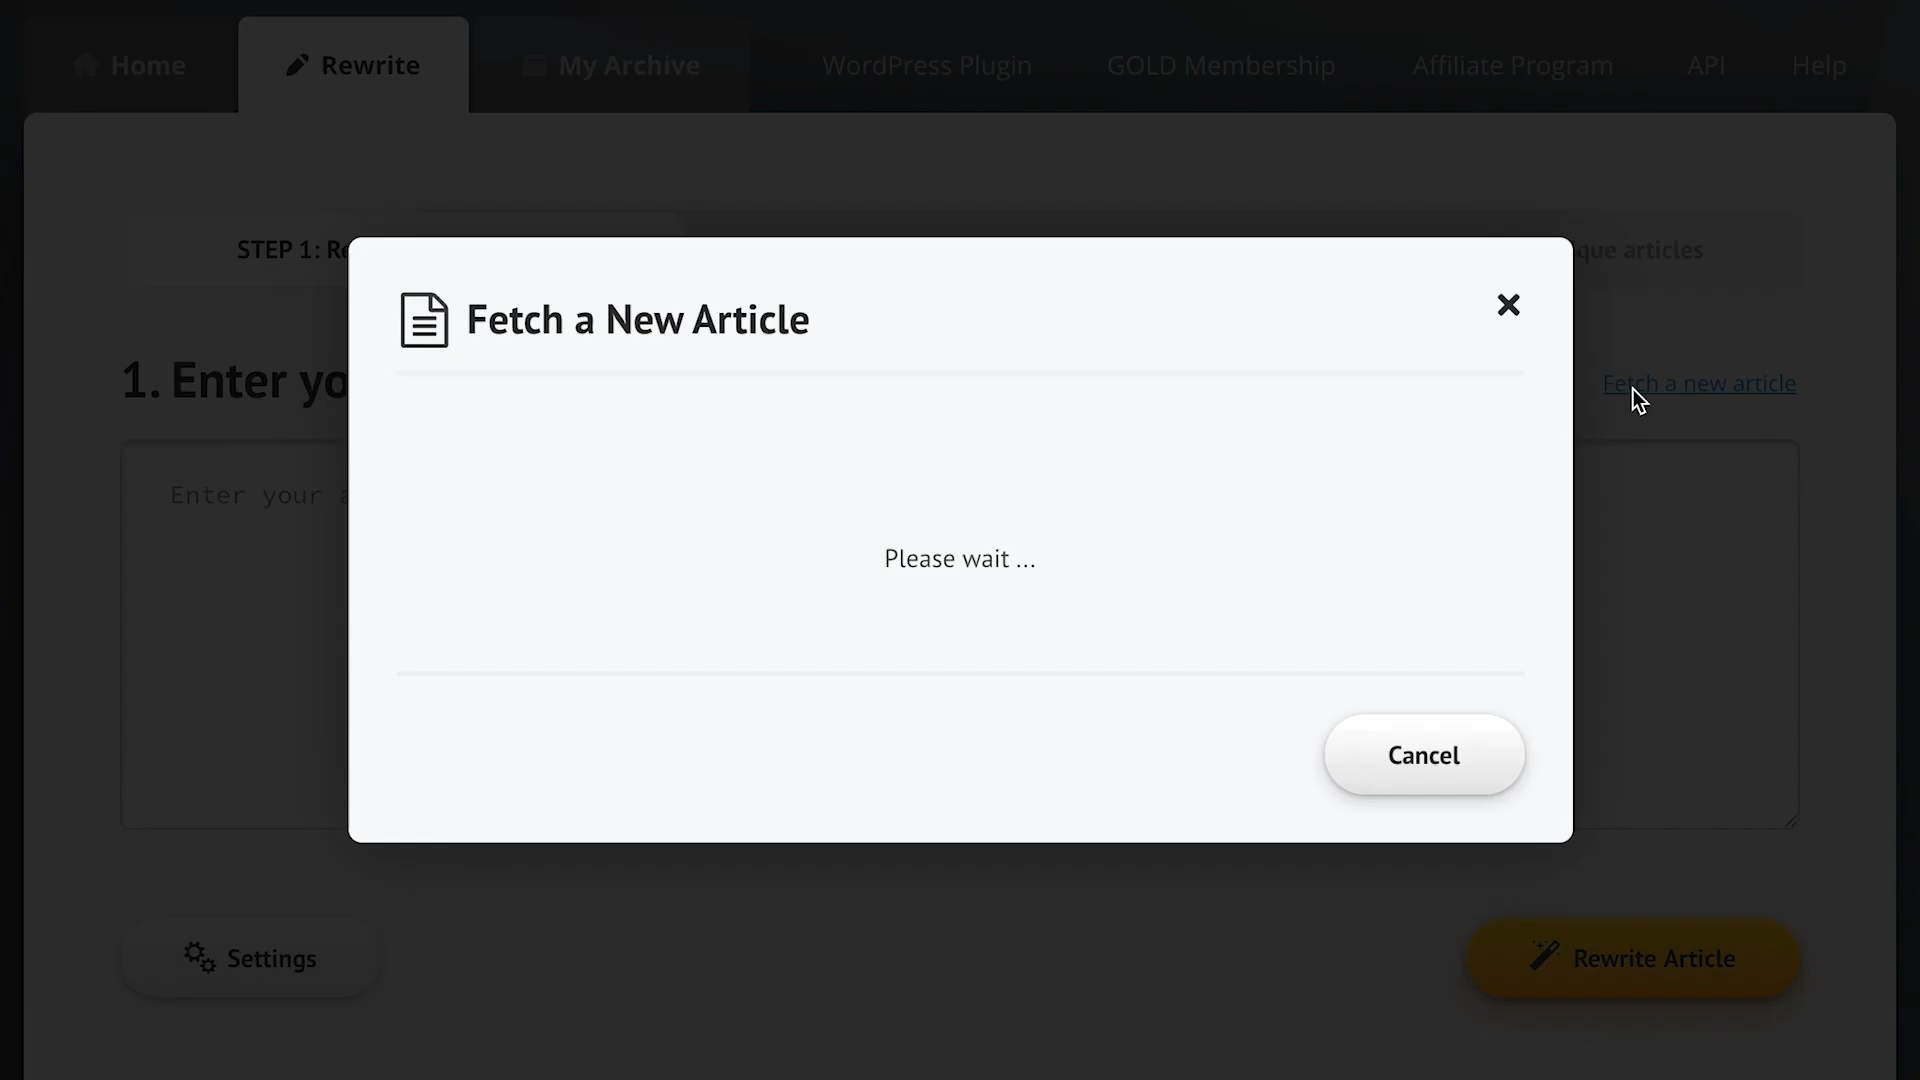 Home
Rewrite
My Archive
WordPress Plugin
GOLD Membership
Affiliate Program
API
Help
STEP 1: Re
que articles
Fetch a New Article
1. Enter yo
Fetch a new article
Enter your a
Please wait ...
Cancel
Settings
Rewrite Article